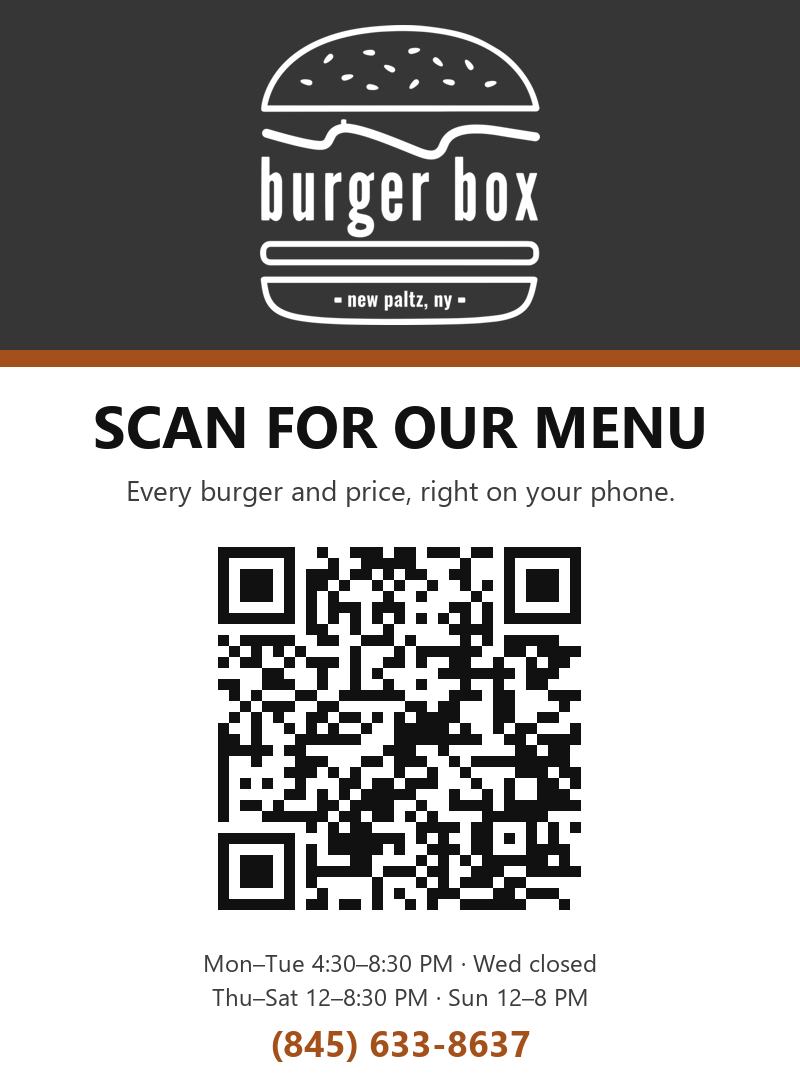 burger box
- new paltz, ny -
SCAN FOR OUR MENU
Every burger and price, right on your phone.
Mon–Tue 4:30–8:30 PM · Wed closed
Thu–Sat 12–8:30 PM · Sun 12–8 PM
(845) 633-8637